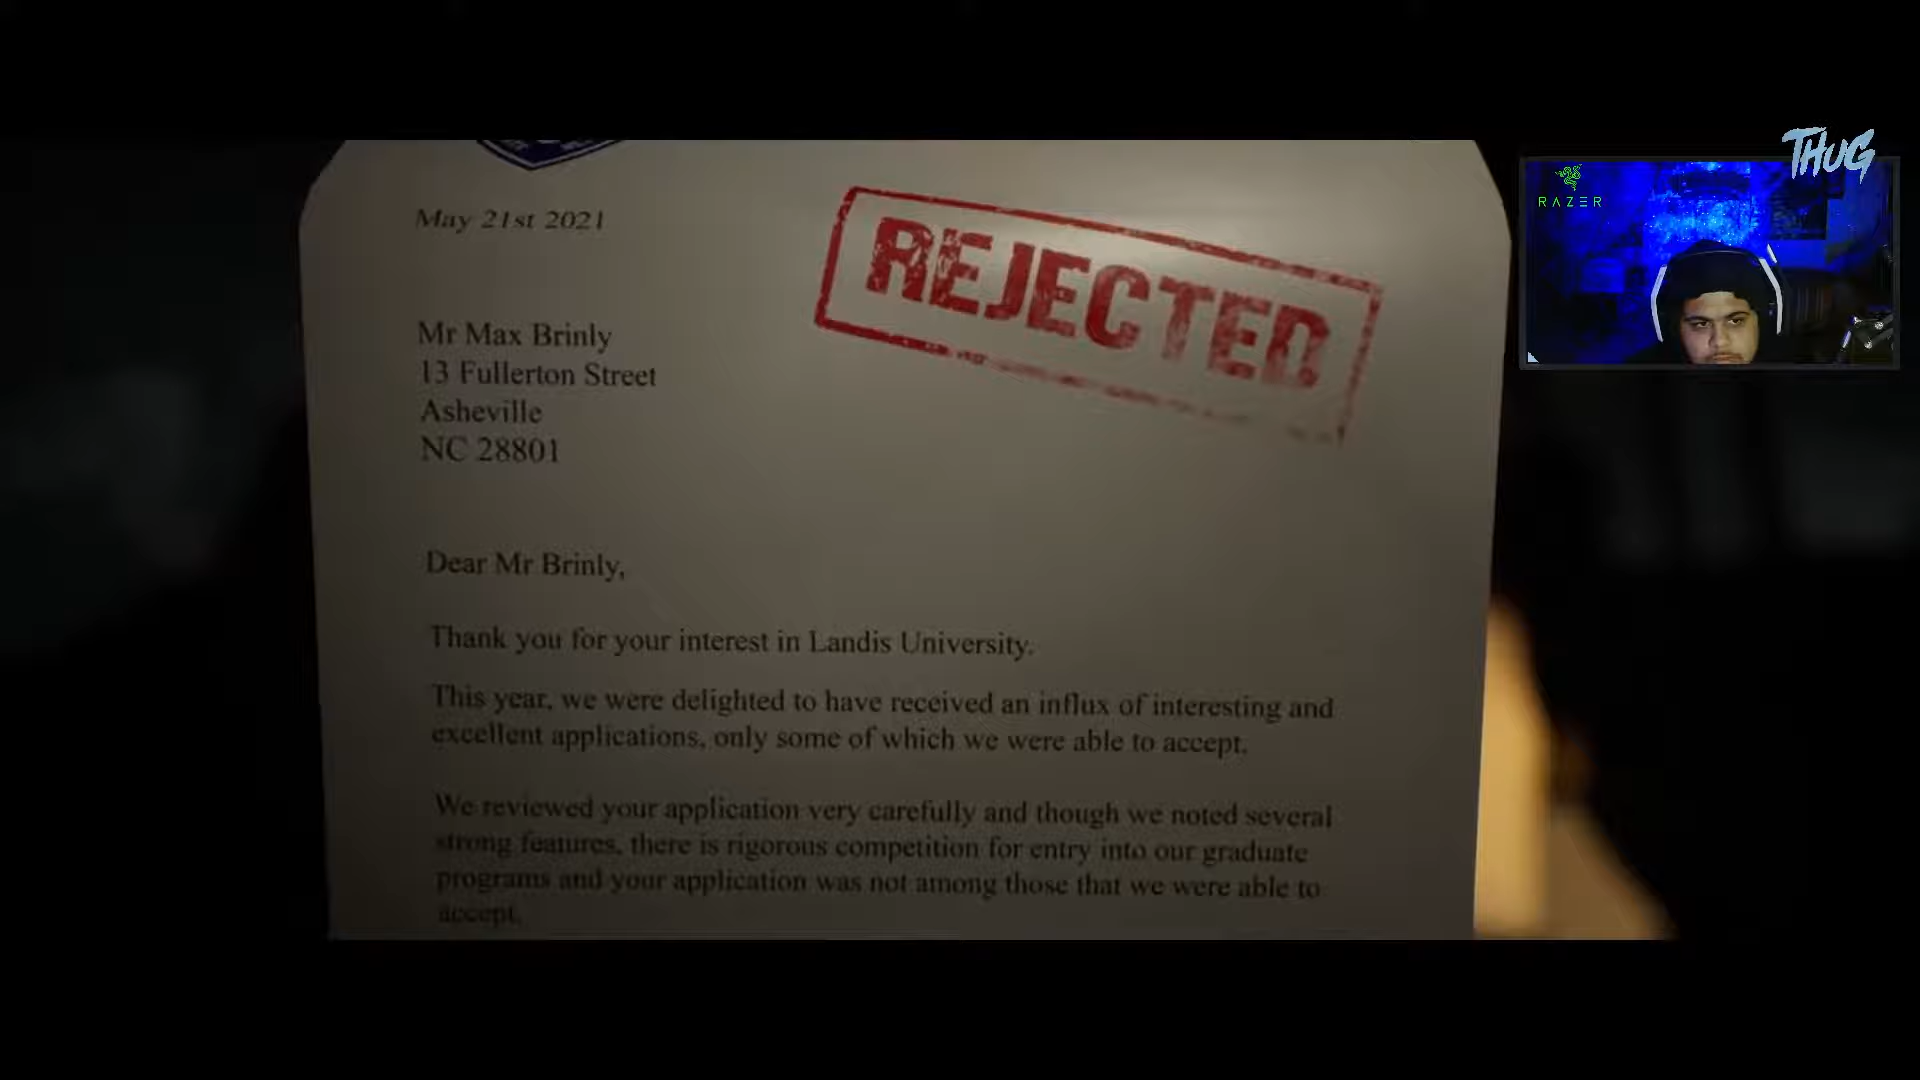 May 21st 2021
REJECTED
Mr Max Brinly
13 Fullerton Street
Asheville
NC 28801
Dear Mr Brinly,
Thank you for your interest in Landis University.
This year, we were delighted to have received an influx of interesting and
excellent applications, only some of which we were able to accept.
We reviewed your application very carefully and though we noted several
strong features, there is rigorous competition for entry into our graduate
programs and your application was not among those that we were able to
accept.
THUG
RAZER